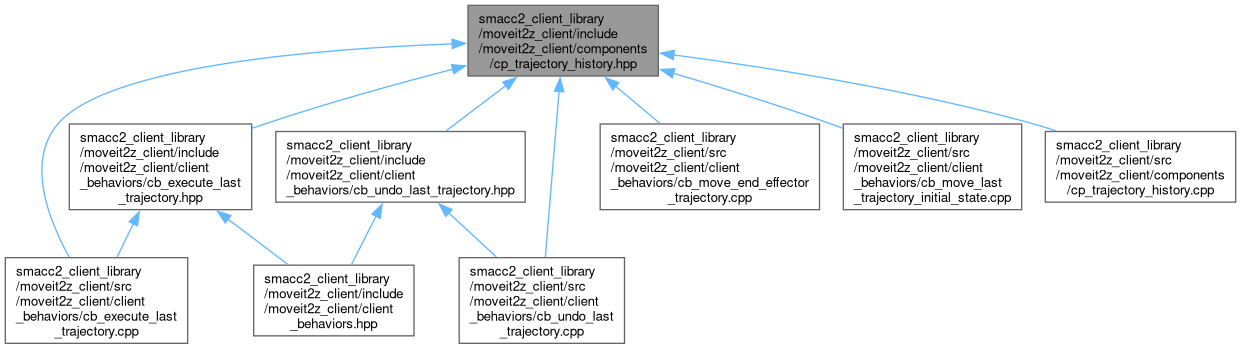 smacc2_client_library
/moveit2z_client/include
/moveit2z_client/components
/cp_trajectory_history.hpp
smacc2_client_library
/moveit2z_client/include
/moveit2z_client/client
_behaviors/cb_execute_last
_trajectory.hpp
smacc2_client_library
/moveit2z_client/include
/moveit2z_client/client
_behaviors/cb_undo_last_trajectory.hpp
smacc2_client_library
/moveit2z_client/src
/moveit2z_client/client
_behaviors/cb_move_end_effector
_trajectory.cpp
smacc2_client_library
/moveit2z_client/src
/moveit2z_client/client
_behaviors/cb_move_last
_trajectory_initial_state.cpp
smacc2_client_library
/moveit2z_client/src
/moveit2z_client/components
/cp_trajectory_history.cpp
smacc2_client_library
/moveit2z_client/src
/moveit2z_client/client
_behaviors/cb_execute_last
_trajectory.cpp
smacc2_client_library
/moveit2z_client/include
/moveit2z_client/client
_behaviors.hpp
smacc2_client_library
/moveit2z_client/src
/moveit2z_client/client
_behaviors/cb_undo_last
_trajectory.cpp